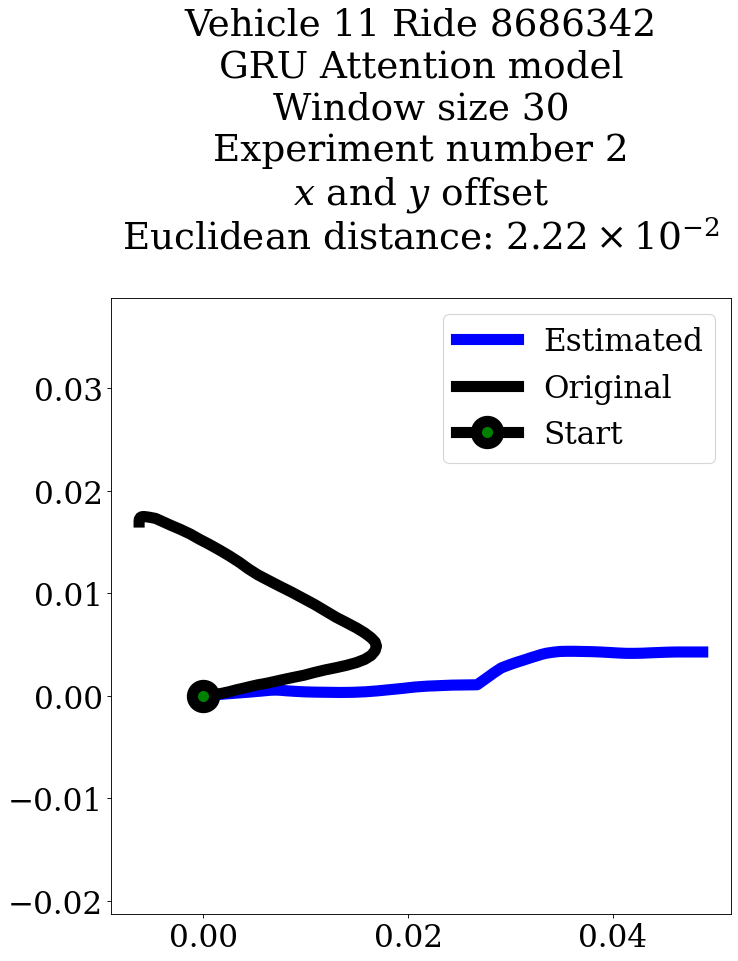 Vehicle 11 Ride 8686342
GRU Attention model
Window size 30
Experiment number 2
x and y offset
Euclidean distance: 2.22 × 10⁻²
Estimated
Original
Start
0.03
0.02
0.01
0.00
−0.01
−0.02
0.00 0.02 0.04